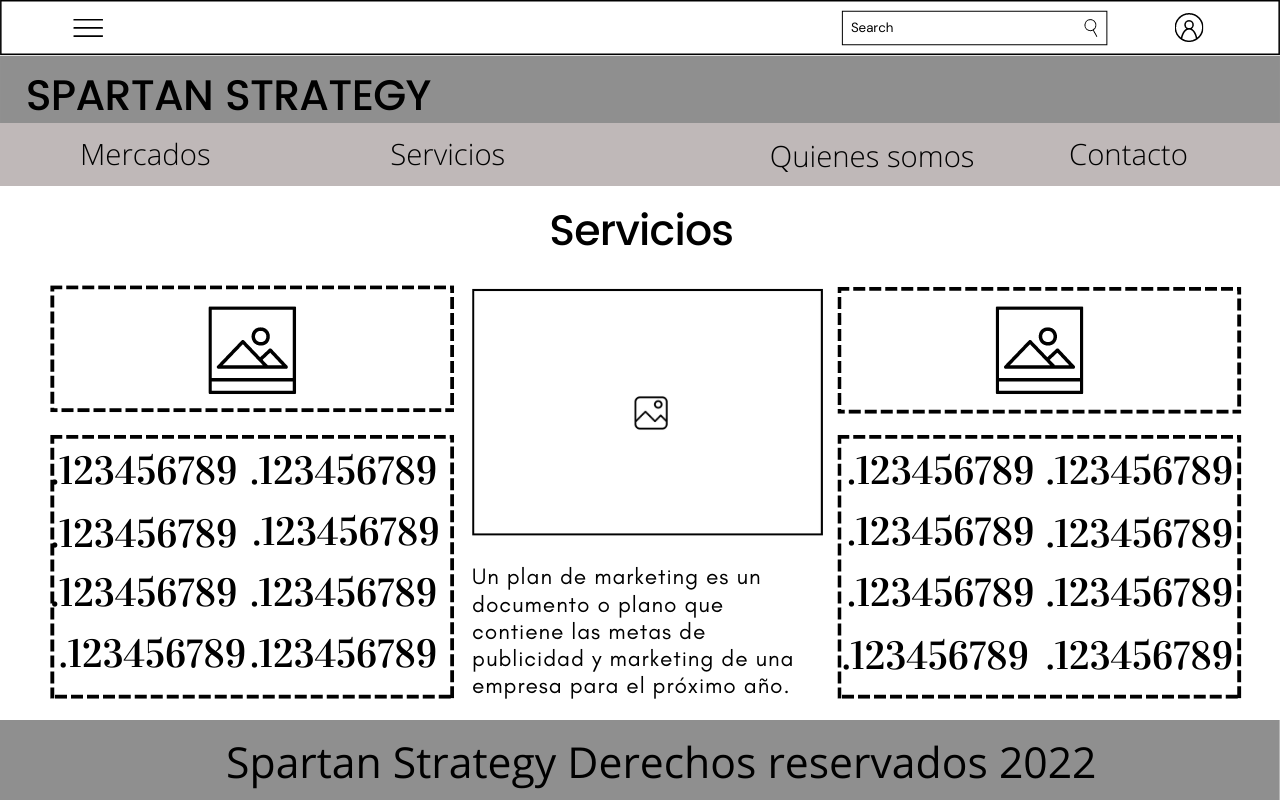 Search
SPARTAN STRATEGY
Mercados Servicios Quienes somos Contacto
Servicios
.123456789 .123456789
.123456789 .123456789
.123456789 .123456789
.123456789 .123456789
Un plan de marketing es un
documento o plano que
contiene las metas de
publicidad y marketing de una
empresa para el próximo año.
.123456789 .123456789
.123456789 .123456789
.123456789 .123456789
.123456789 .123456789
Spartan Strategy Derechos reservados 2022